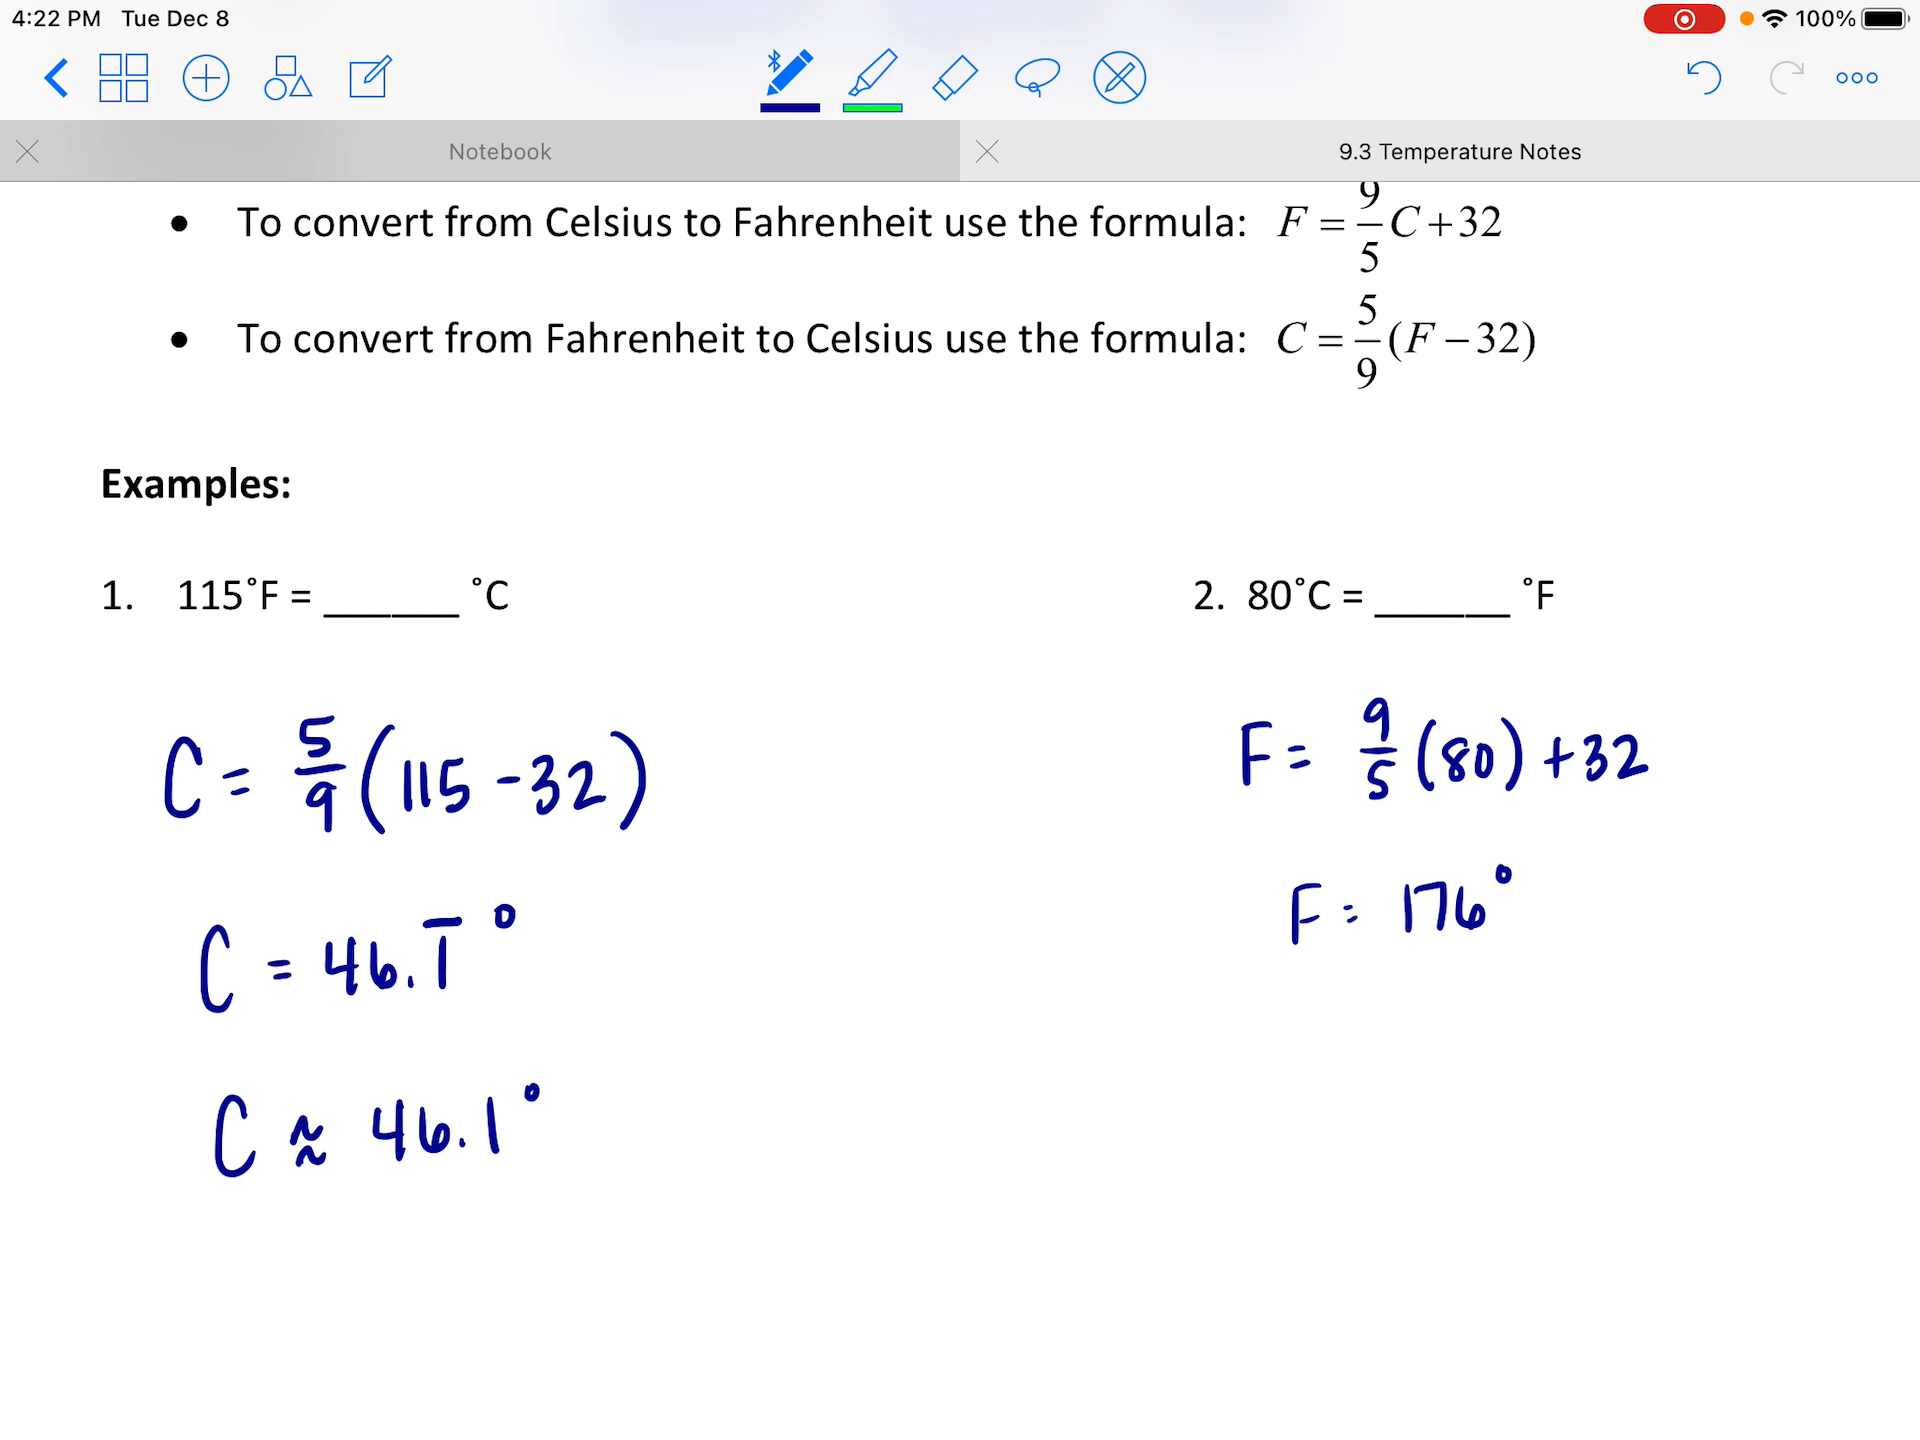 4:22 PM Tue Dec 8 100%
Notebook 9.3 Temperature Notes
• To convert from Celsius to Fahrenheit use the formula: F = 9/5 C + 32
• To convert from Fahrenheit to Celsius use the formula: C = 5/9 (F − 32)
Examples:
1. 115˚F = ______ ˚C
2. 80˚C = ______ ˚F
C = 5/9 (115 - 32)
C = 46.1̅°
C ≈ 46.1°
F = 9/5 (80) + 32
F = 176°